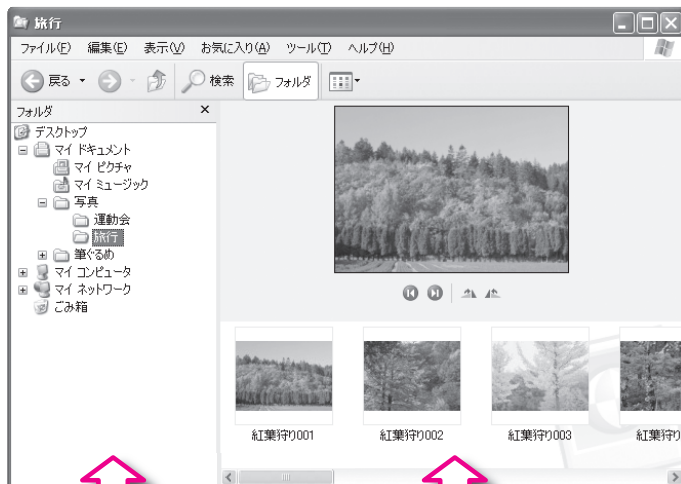 旅行
ファイル(F) 編集(E) 表示(V) お気に入り(A) ツール(T) ヘルプ(H)
戻る 検索 フォルダ
フォルダ ×
デスクトップ
マイ ドキュメント
マイ ピクチャ
マイ ミュージック
写真
運動会
旅行
筆ぐるめ
マイ コンピュータ
マイ ネットワーク
ごみ箱
紅葉狩り001 紅葉狩り002 紅葉狩り003 紅葉狩り